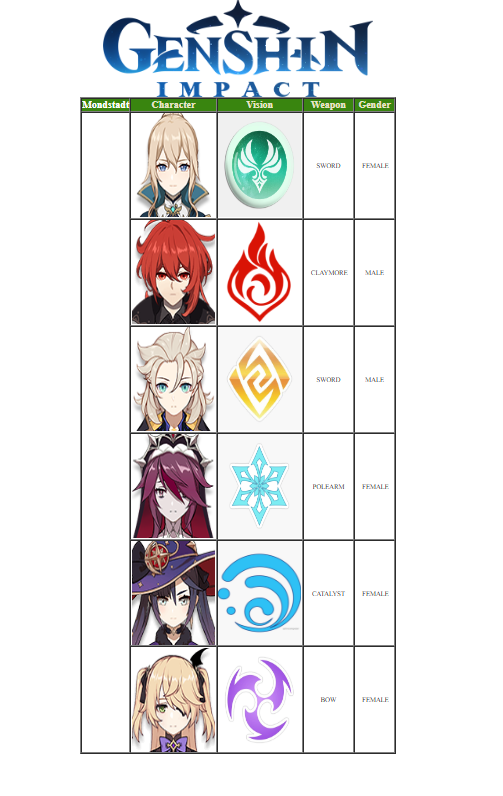 GENSHIN
IMPACT
Mondstadt Character Vision Weapon Gender
SWORD FEMALE
CLAYMORE MALE
SWORD MALE
POLEARM FEMALE
CATALYST FEMALE
BOW FEMALE